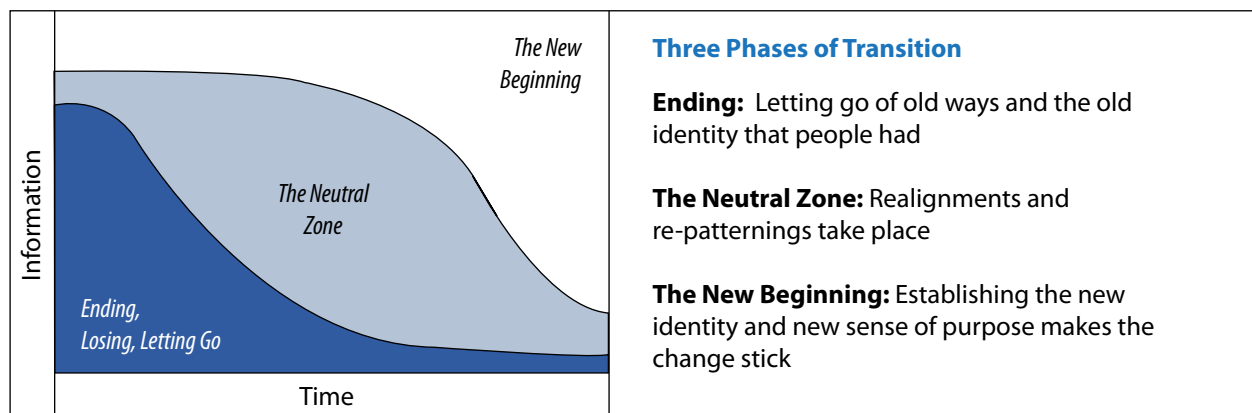 The New
Beginning
The Neutral
Zone
Ending,
Losing, Letting Go
Information
Time
Three Phases of Transition
Ending: Letting go of old ways and the old
identity that people had
The Neutral Zone: Realignments and
re-patternings take place
The New Beginning: Establishing the new
identity and new sense of purpose makes the
change stick